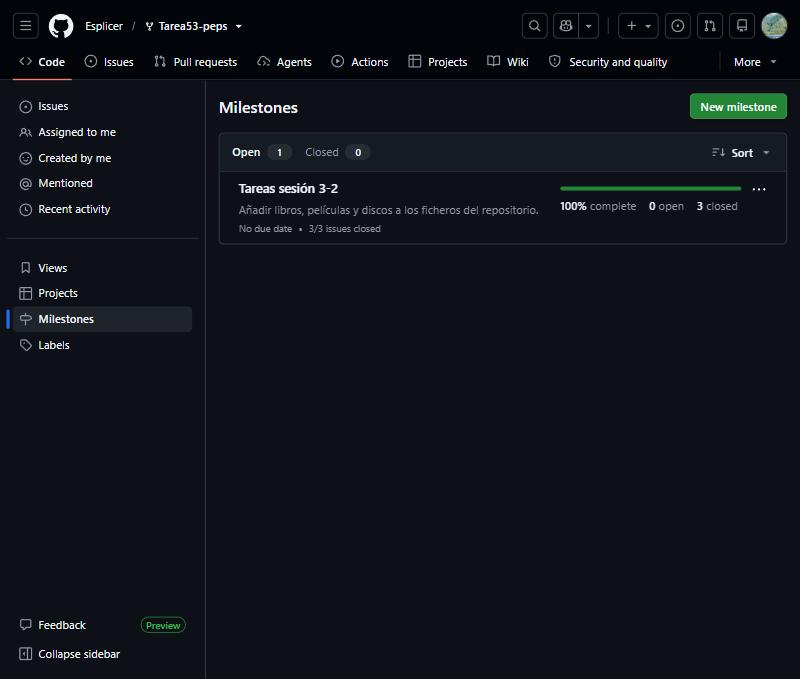 Esplicer / Tarea53-peps
Code Issues Pull requests Agents Actions Projects Wiki Security and quality More
Issues
Assigned to me
Created by me
Mentioned
Recent activity
Views
Projects
Milestones
Labels
Feedback Preview
Collapse sidebar
Milestones New milestone
Open 1 Closed 0 Sort
Tareas sesión 3-2
Añadir libros, películas y discos a los ficheros del repositorio.
No due date • 3/3 issues closed
100% complete 0 open 3 closed